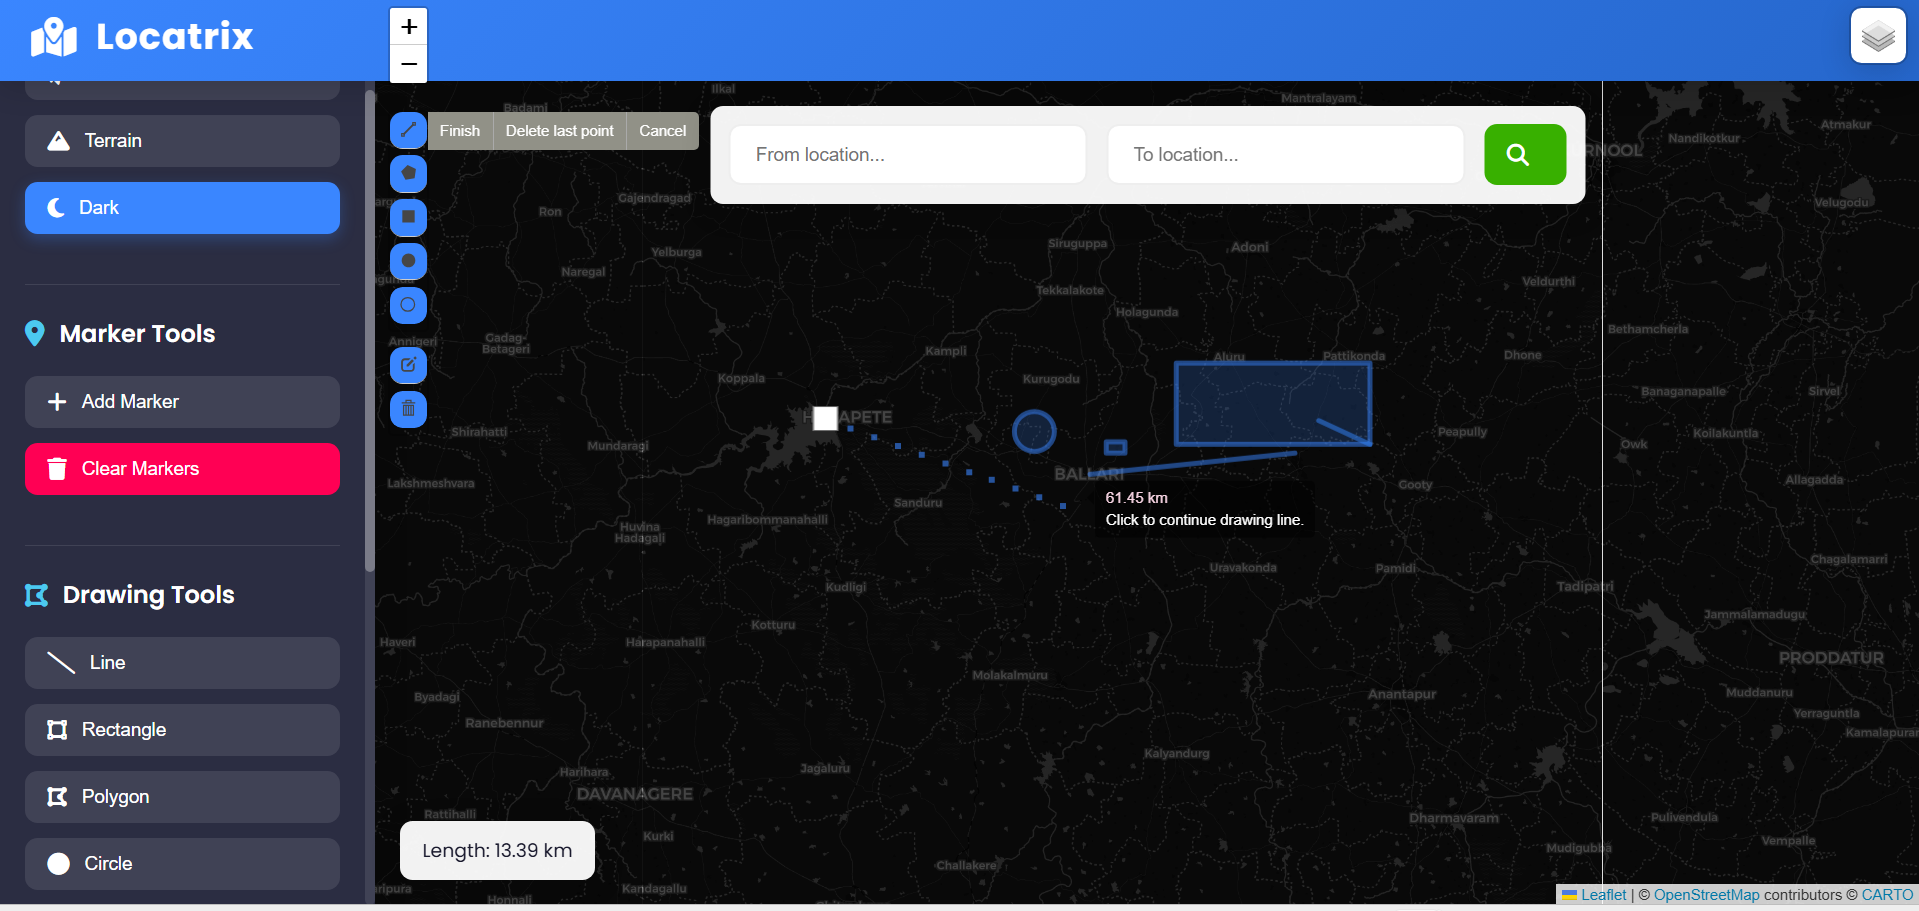 Locatrix
+
−
Terrain
Dark
Marker Tools
Add Marker
Clear Markers
Drawing Tools
Line
Rectangle
Polygon
Circle
Finish
Delete last point
Cancel
From location...
To location...
Ilkal
Badami
Mantralayam
Atmakur
Nandikotkur
RNOOL
Gajendragad
Ron
Velugodu
Siruguppa
Adoni
Yelburga
Naregal
Veldurthi
Tekkalakote
Holagunda
Bethamcherla
Annigeri
Gadag-
Betageri
Kampli
Aluru
Pattikonda
Dhone
Koppala
Kurugodu
Banaganapalle
Sirvel
H
APETE
Shirahatti
Mundaragi
Peapully
Koilakuntla
Owk
BALLARI
Lakshmeshvara
Gooty
Allagadda
61.45 km
Click to continue drawing line.
Sanduru
Hagaribommanahalli
Huvina
Hadagali
Chagalamarri
Uravakonda
Pamidi
Tadipatri
Kudligi
Jammalamadugu
Kotturu
Haveri
Harapanahalli
PRODDATUR
Molakalmuru
Byadagi
Anantapur
Muddanuru
Ranebennur
Yerraguntla
Kamalapuram
Kalyandurg
Harihara
Jagaluru
DAVANAGERE
Rattihalli
Dharmavaram
Pulivendula
Kurki
Vempalle
Length: 13.39 km
Mudigubba
Challakere
aripura
Kandagallu
Honnali
Leaflet | © OpenStreetMap contributors © CARTO